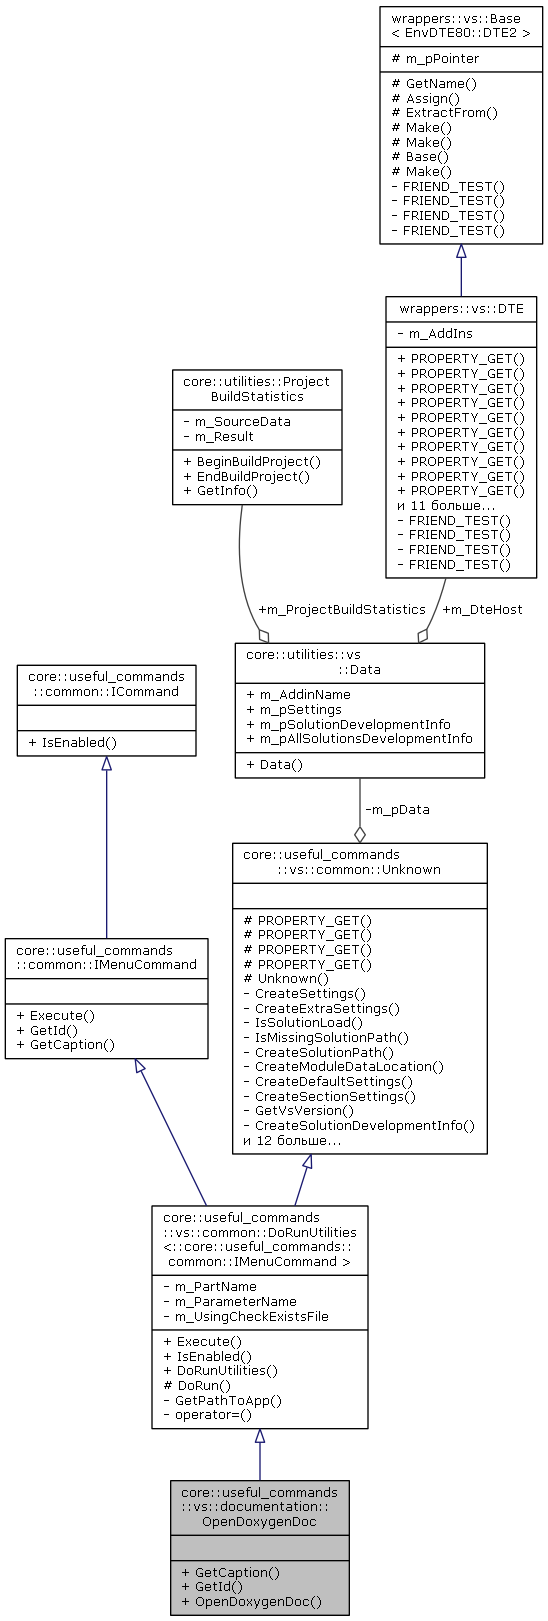 wrappers::vs::Base
< EnvDTE80::DTE2 >
# m_pPointer
# GetName()
# Assign()
# ExtractFrom()
# Make()
# Make()
# Base()
# Make()
- FRIEND_TEST()
- FRIEND_TEST()
- FRIEND_TEST()
- FRIEND_TEST()
wrappers::vs::DTE
- m_AddIns
+ PROPERTY_GET()
+ PROPERTY_GET()
+ PROPERTY_GET()
+ PROPERTY_GET()
+ PROPERTY_GET()
+ PROPERTY_GET()
+ PROPERTY_GET()
+ PROPERTY_GET()
+ PROPERTY_GET()
+ PROPERTY_GET()
и 11 больше...
- FRIEND_TEST()
- FRIEND_TEST()
- FRIEND_TEST()
- FRIEND_TEST()
core::utilities::Project
BuildStatistics
- m_SourceData
- m_Result
+ BeginBuildProject()
+ EndBuildProject()
+ GetInfo()
+m_ProjectBuildStatistics
+m_DteHost
core::utilities::vs
::Data
+ m_AddinName
+ m_pSettings
+ m_pSolutionDevelopmentInfo
+ m_pAllSolutionsDevelopmentInfo
+ Data()
core::useful_commands
::common::ICommand
+ IsEnabled()
-m_pData
core::useful_commands
::vs::common::Unknown
# PROPERTY_GET()
# PROPERTY_GET()
# PROPERTY_GET()
# PROPERTY_GET()
# Unknown()
- CreateSettings()
- CreateExtraSettings()
- IsSolutionLoad()
- IsMissingSolutionPath()
- CreateSolutionPath()
- CreateModuleDataLocation()
- CreateDefaultSettings()
- CreateSectionSettings()
- GetVsVersion()
- CreateSolutionDevelopmentInfo()
и 12 больше...
core::useful_commands
::common::IMenuCommand
+ Execute()
+ GetId()
+ GetCaption()
core::useful_commands
::vs::common::DoRunUtilities
<::core::useful_commands::
common::IMenuCommand >
- m_PartName
- m_ParameterName
- m_UsingCheckExistsFile
+ Execute()
+ IsEnabled()
+ DoRunUtilities()
# DoRun()
- GetPathToApp()
- operator=()
core::useful_commands
::vs::documentation::
OpenDoxygenDoc
+ GetCaption()
+ GetId()
+ OpenDoxygenDoc()